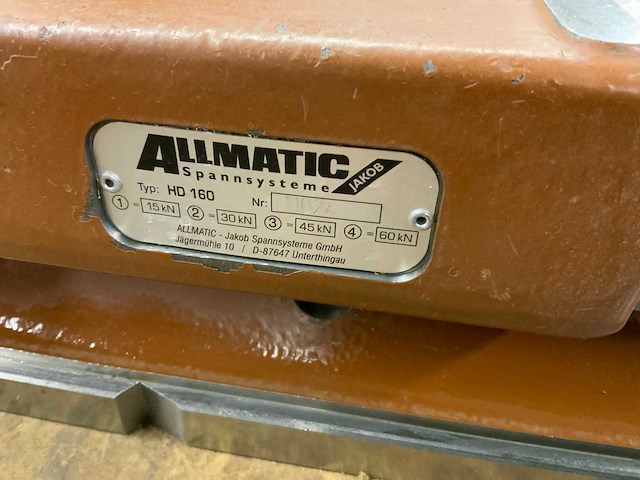 ALLMATIC
Spannsysteme JAKOB
Typ: HD 160 Nr:
1 = 15 kN 2 = 30 kN 3 = 45 kN 4 = 60 kN
ALLMATIC - Jakob Spannsysteme GmbH
Jägermühle 10 / D-87647 Unterthingau